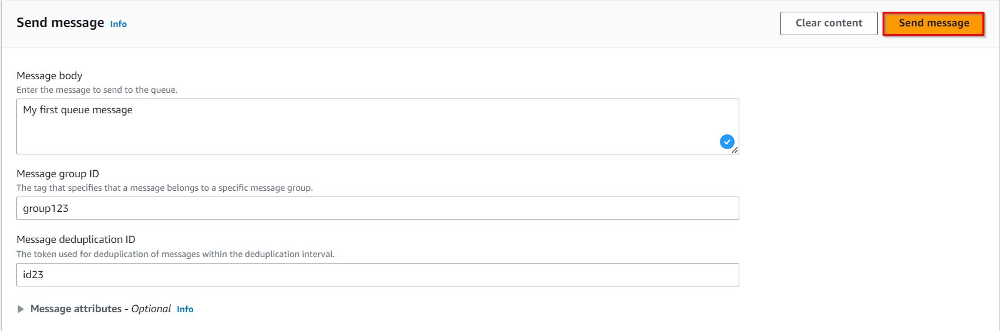 Send message Info
Clear content
Send message
Message body
Enter the message to send to the queue.
My first queue message
Message group ID
The tag that specifies that a message belongs to a specific message group.
group123
Message deduplication ID
The token used for deduplication of messages within the deduplication interval.
id23
Message attributes - Optional Info